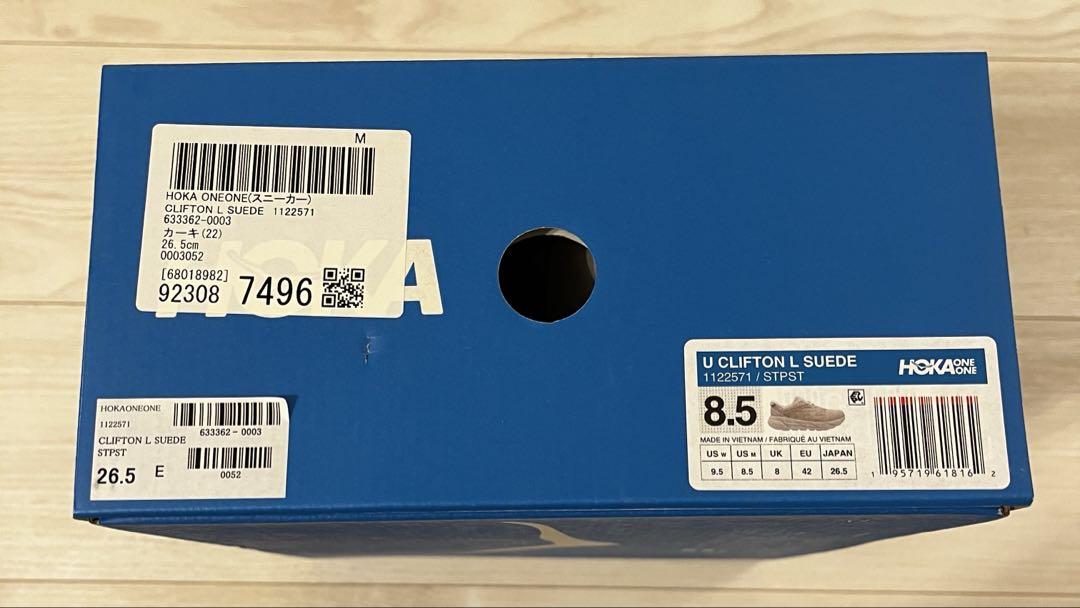 M
HOKA ONEONE(スニーカー)
CLIFTON L SUEDE 1122571
633362-0003
カーキ(22)
26.5cm
0003052
[68018982]
92308 7496
HOKA
HOKAONEONE
1122571
633362-0003
CLIFTON L SUEDE
STPST
26.5 E
0052
U CLIFTON L SUEDE
1122571 / STPST
HOKA ONE ONE
8.5
MADE IN VIETNAM / FABRIQUÉ AU VIETNAM
US W US M UK EU JAPAN
9.5 8.5 8 42 26.5
1 95719 61816 2